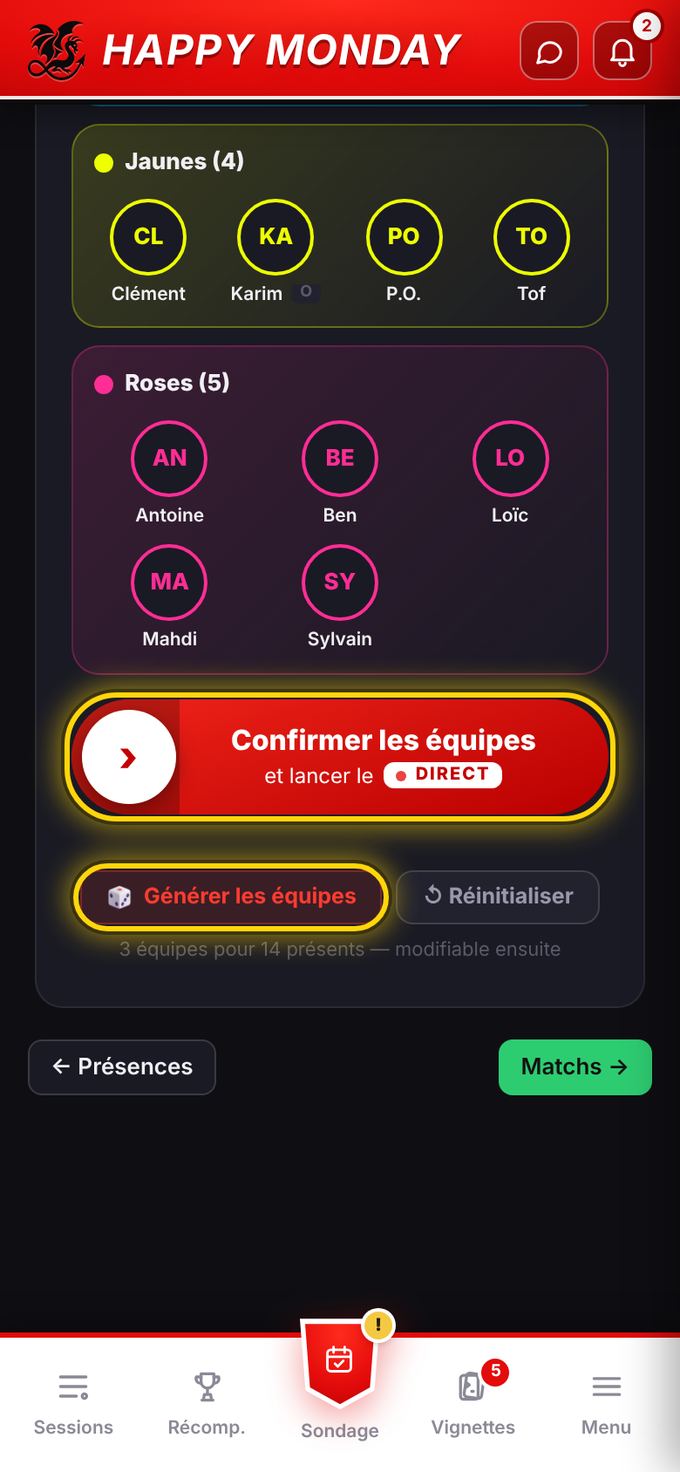 HAPPY MONDAY
2
Jaunes (4)
CL KA PO TO
Clément Karim O P.O. Tof
Roses (5)
AN BE LO
Antoine Ben Loïc
MA SY
Mahdi Sylvain
› Confirmer les équipes
et lancer le DIRECT
Générer les équipes Réinitialiser
3 équipes pour 14 présents — modifiable ensuite
← Présences Matchs →
!
5
Sessions Récomp. Sondage Vignettes Menu